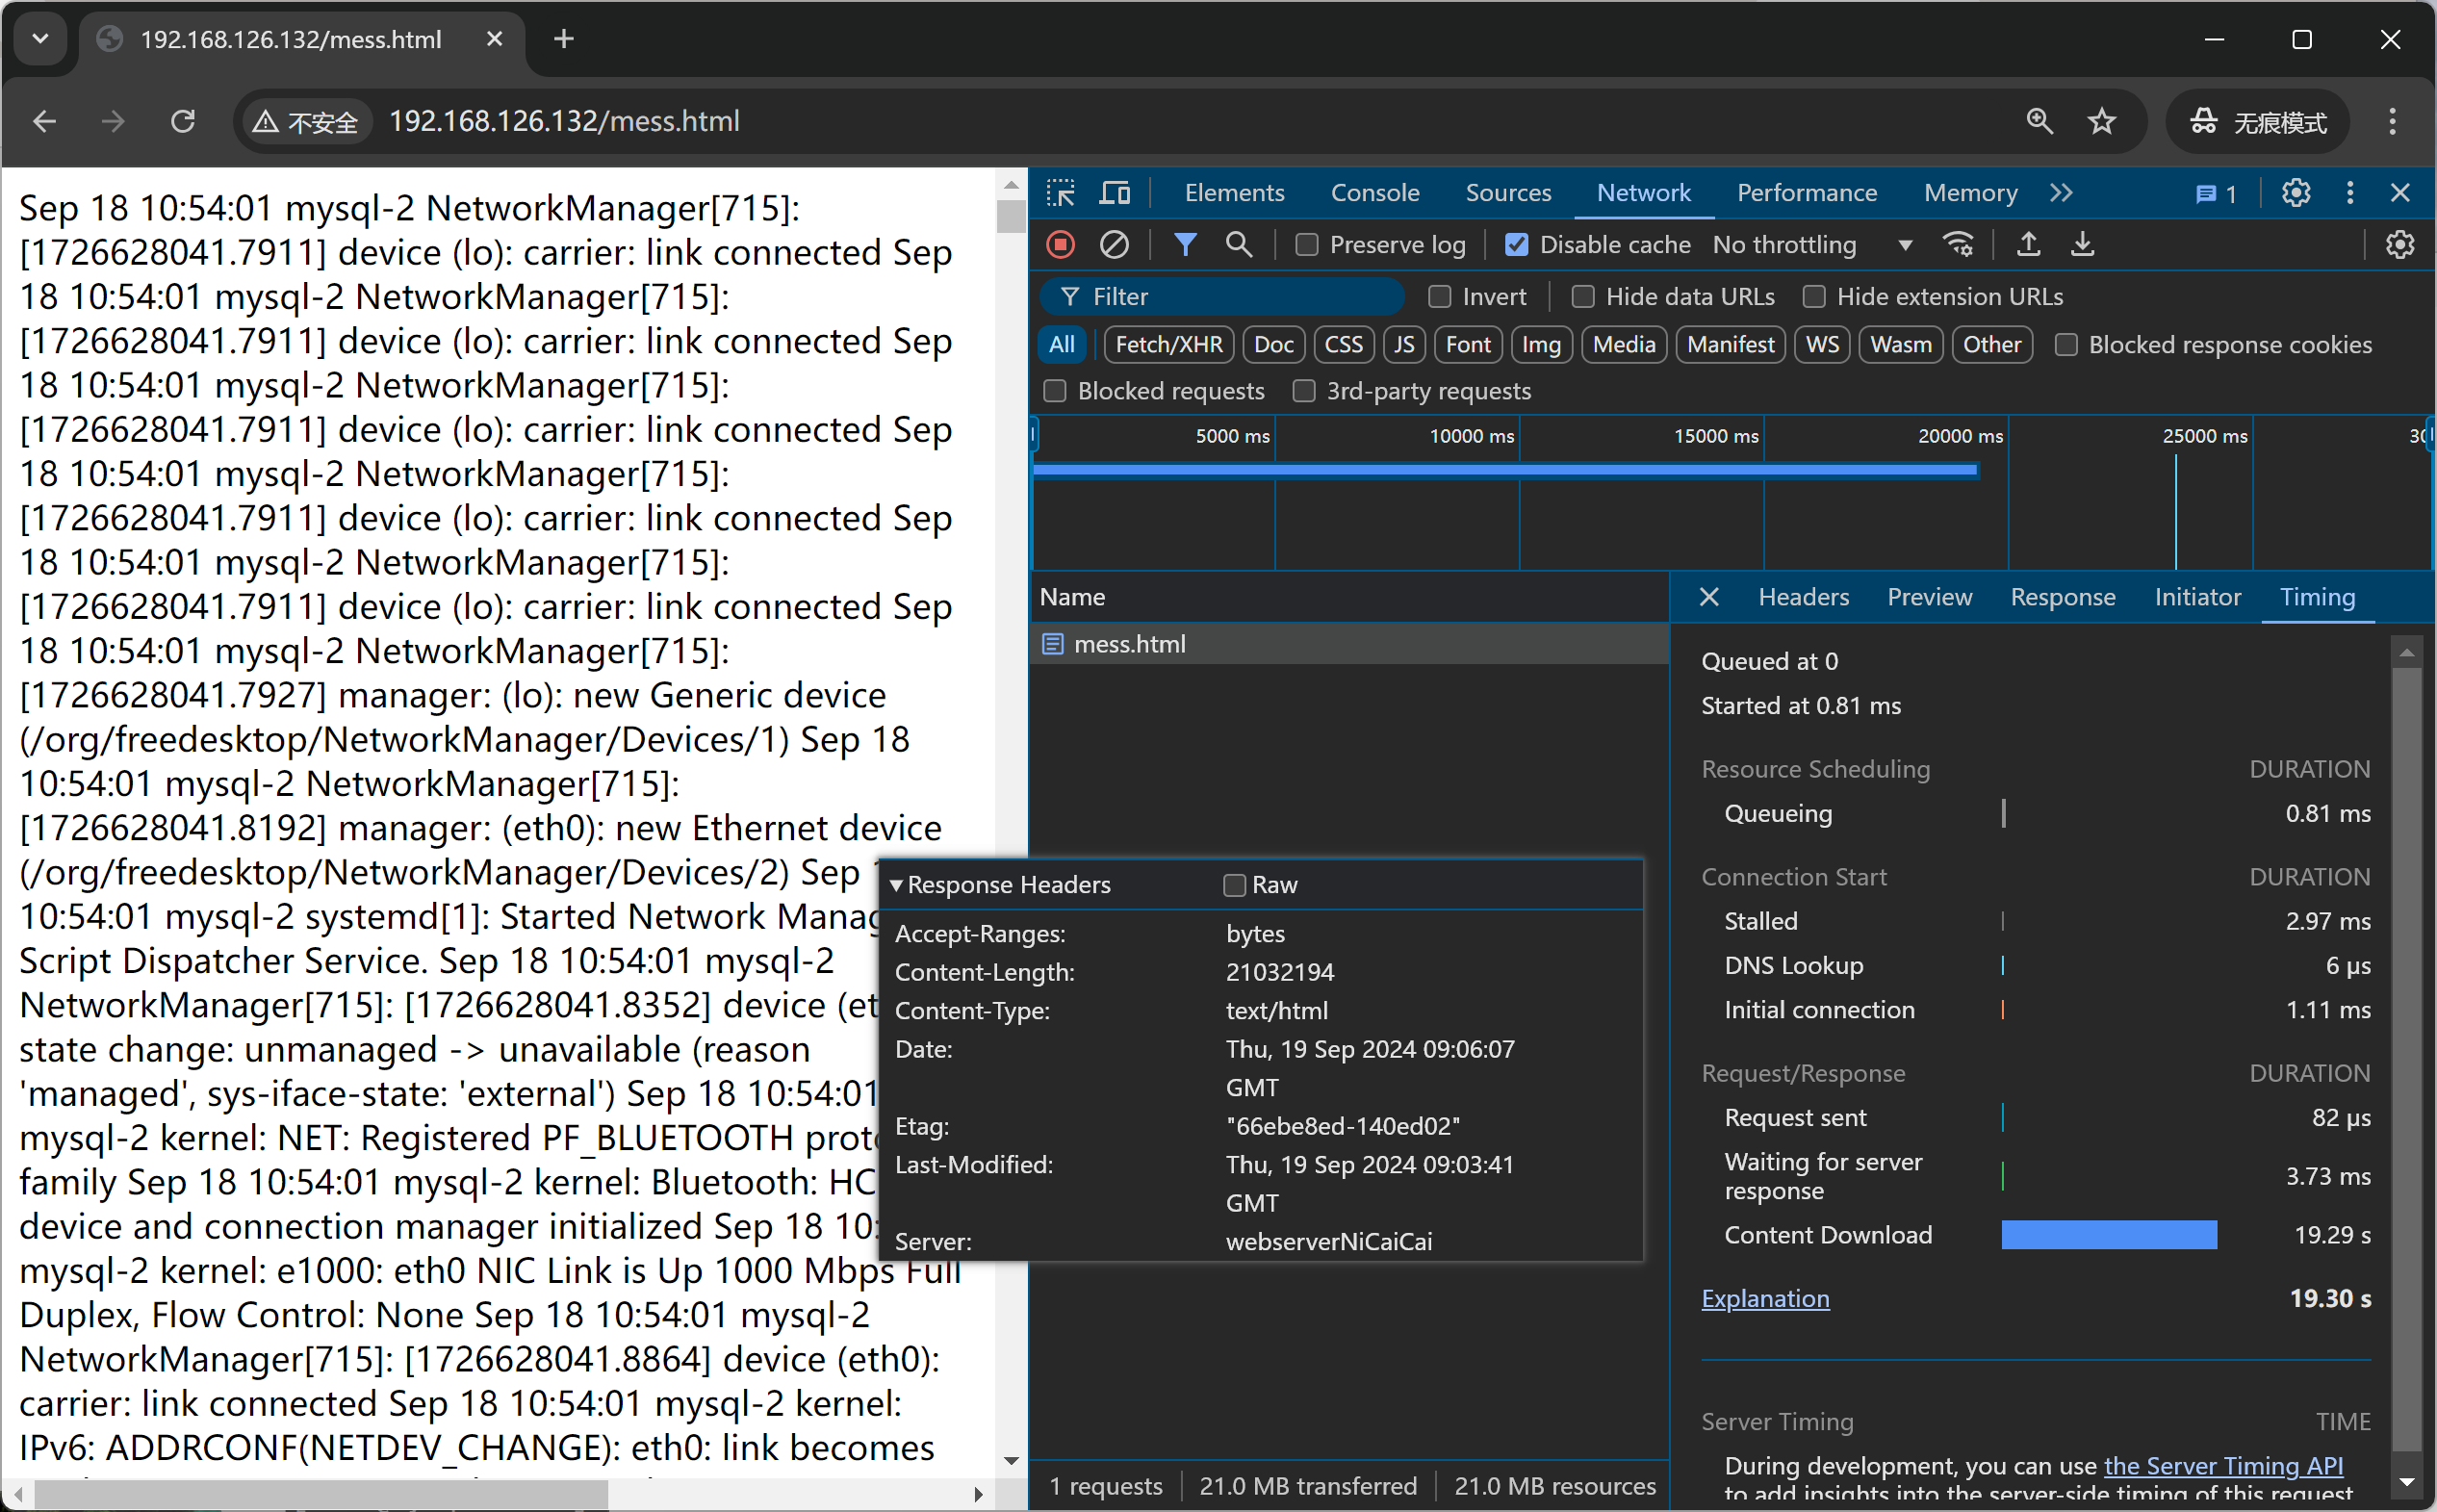 192.168.126.132/mess.html
不安全
192.168.126.132/mess.html
无痕模式
Sep 18 10:54:01 mysql-2 NetworkManager[715]:
[1726628041.7911] device (lo): carrier: link connected Sep
18 10:54:01 mysql-2 NetworkManager[715]:
[1726628041.7911] device (lo): carrier: link connected Sep
18 10:54:01 mysql-2 NetworkManager[715]:
[1726628041.7911] device (lo): carrier: link connected Sep
18 10:54:01 mysql-2 NetworkManager[715]:
[1726628041.7911] device (lo): carrier: link connected Sep
18 10:54:01 mysql-2 NetworkManager[715]:
[1726628041.7911] device (lo): carrier: link connected Sep
18 10:54:01 mysql-2 NetworkManager[715]:
[1726628041.7927] manager: (lo): new Generic device
(/org/freedesktop/NetworkManager/Devices/1) Sep 18
10:54:01 mysql-2 NetworkManager[715]:
[1726628041.8192] manager: (eth0): new Ethernet device
(/org/freedesktop/NetworkManager/Devices/2) Sep
10:54:01 mysql-2 systemd[1]: Started Network Manag
Script Dispatcher Service. Sep 18 10:54:01 mysql-2
NetworkManager[715]: [1726628041.8352] device (et
state change: unmanaged -> unavailable (reason
'managed', sys-iface-state: 'external') Sep 18 10:54:01
mysql-2 kernel: NET: Registered PF_BLUETOOTH proto
family Sep 18 10:54:01 mysql-2 kernel: Bluetooth: HC
device and connection manager initialized Sep 18 10:
mysql-2 kernel: e1000: eth0 NIC Link is Up 1000 Mbps Full
Duplex, Flow Control: None Sep 18 10:54:01 mysql-2
NetworkManager[715]: [1726628041.8864] device (eth0):
carrier: link connected Sep 18 10:54:01 mysql-2 kernel:
IPv6: ADDRCONF(NETDEV_CHANGE): eth0: link becomes
Elements Console Sources Network Performance Memory 1
Preserve log Disable cache No throttling
Filter Invert Hide data URLs Hide extension URLs
All Fetch/XHR Doc CSS JS Font Img Media Manifest WS Wasm Other Blocked response cookies
Blocked requests 3rd-party requests
5000 ms 10000 ms 15000 ms 20000 ms 25000 ms
Name
mess.html
Response Headers Raw
Accept-Ranges: bytes
Content-Length: 21032194
Content-Type: text/html
Date: Thu, 19 Sep 2024 09:06:07
GMT
Etag: "66ebe8ed-140ed02"
Last-Modified: Thu, 19 Sep 2024 09:03:41
GMT
Server: webserverNiCaiCai
1 requests 21.0 MB transferred 21.0 MB resources
Headers Preview Response Initiator Timing
Queued at 0
Started at 0.81 ms
Resource Scheduling DURATION
Queueing 0.81 ms
Connection Start DURATION
Stalled 2.97 ms
DNS Lookup 6 μs
Initial connection 1.11 ms
Request/Response DURATION
Request sent 82 μs
Waiting for server
response 3.73 ms
Content Download 19.29 s
Explanation 19.30 s
Server Timing TIME
During development, you can use the Server Timing API
to add insights into the server-side timing of this request